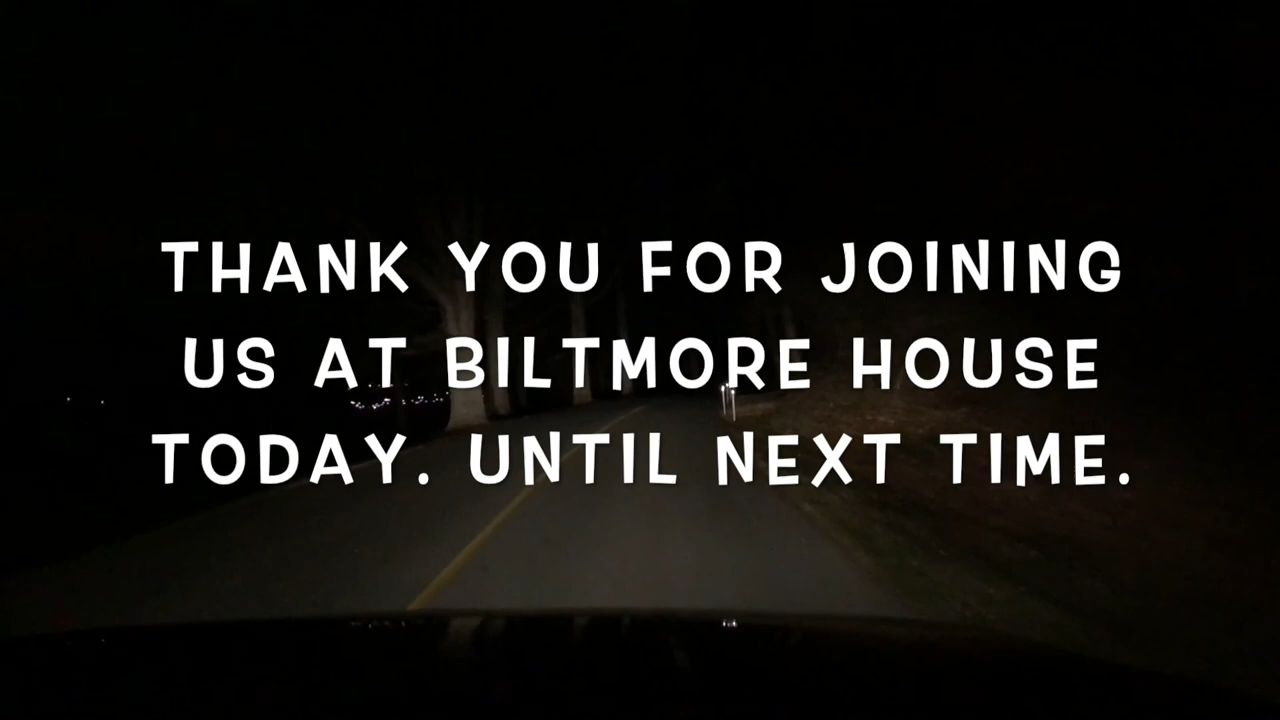 THANK YOU FOR JOINING
US AT BILTMORE HOUSE
TODAY. UNTIL NEXT TIME.